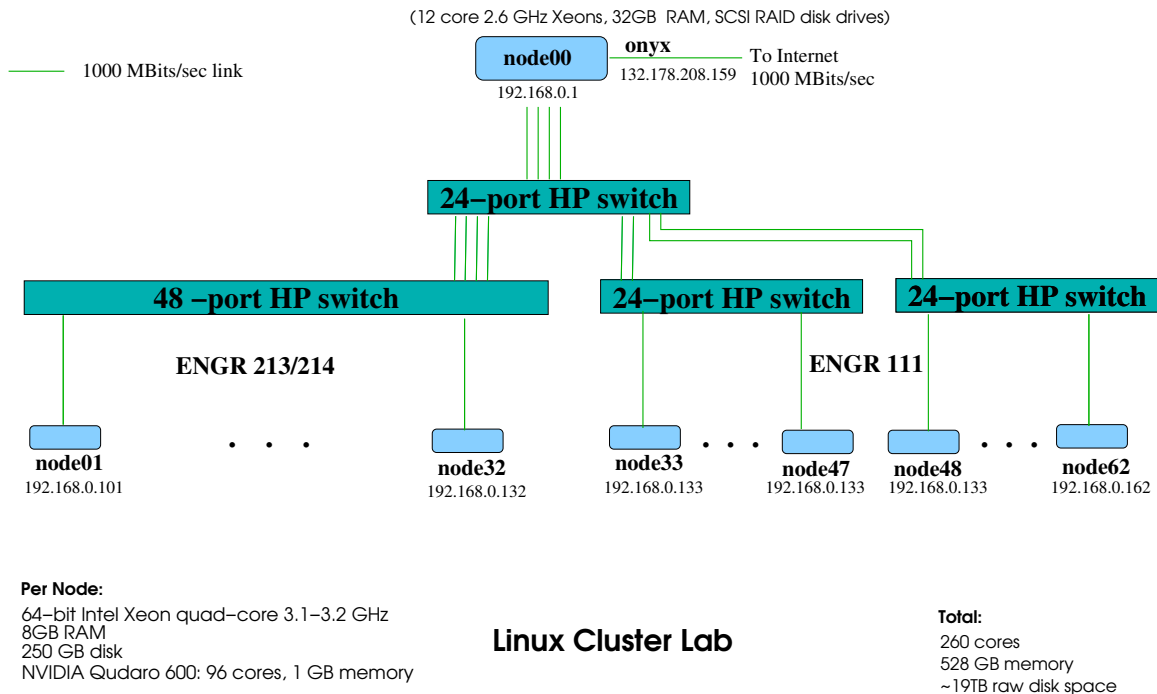 (12 core 2.6 GHz Xeons, 32GB RAM, SCSI RAID disk drives)
1000 MBits/sec link
node00
onyx
132.178.208.159
To Internet
1000 MBits/sec
192.168.0.1
24–port HP switch
48 –port HP switch
24–port HP switch
24–port HP switch
ENGR 213/214
ENGR 111
. . .
. . .
. . .
node01
192.168.0.101
node32
192.168.0.132
node33
192.168.0.133
node47
192.168.0.133
node48
192.168.0.133
node62
192.168.0.162
Per Node:
64–bit Intel Xeon quad–core 3.1–3.2 GHz
8GB RAM
250 GB disk
NVIDIA Qudaro 600: 96 cores, 1 GB memory
Linux Cluster Lab
Total:
260 cores
528 GB memory
~19TB raw disk space